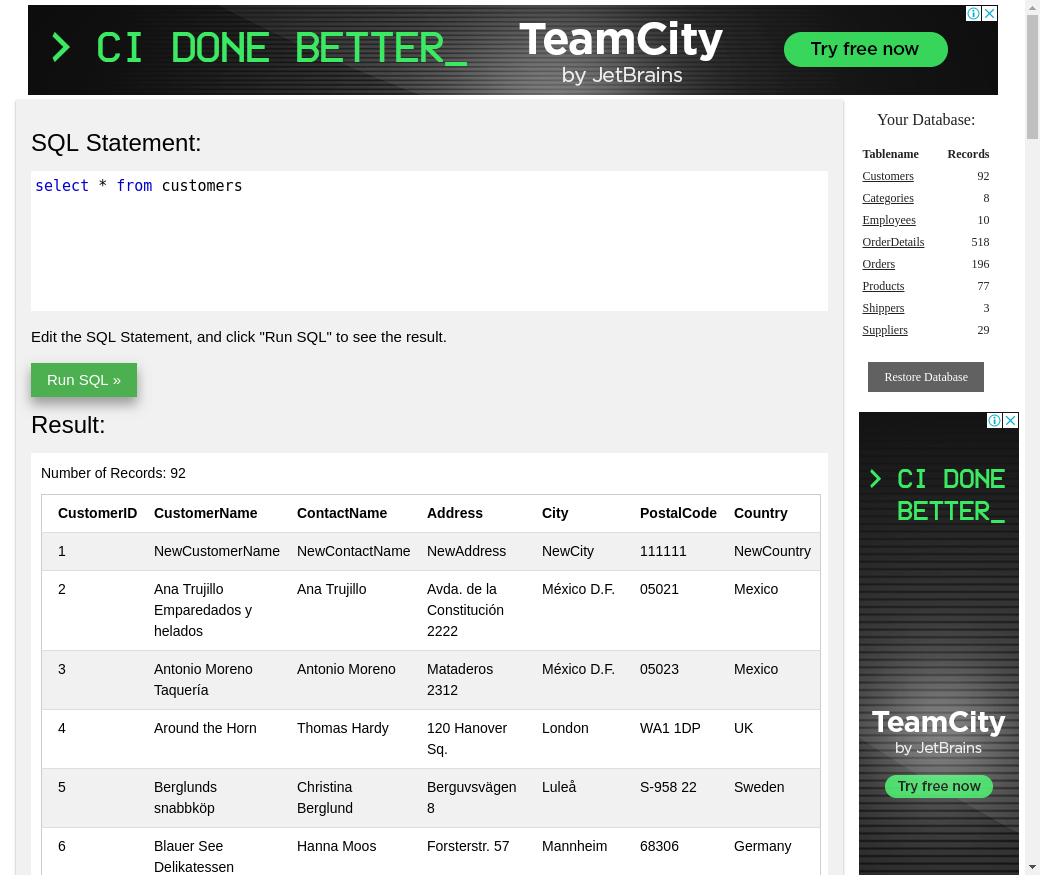 > CI DONE BETTER_
TeamCity
by JetBrains
Try free now
SQL Statement:
select * from customers
Edit the SQL Statement, and click "Run SQL" to see the result.
Run SQL »
Result:
Number of Records: 92
CustomerID CustomerName ContactName Address City PostalCode Country
1 NewCustomerName NewContactName NewAddress NewCity 111111 NewCountry
2 Ana Trujillo Ana Trujillo Avda. de la México D.F. 05021 Mexico
Emparedados y Constitución
helados 2222
3 Antonio Moreno Antonio Moreno Mataderos México D.F. 05023 Mexico
Taquería 2312
4 Around the Horn Thomas Hardy 120 Hanover London WA1 1DP UK
Sq.
5 Berglunds Christina Berguvsvägen Luleå S-958 22 Sweden
snabbköp Berglund 8
6 Blauer See Hanna Moos Forsterstr. 57 Mannheim 68306 Germany
Delikatessen
Your Database:
Tablename Records
Customers 92
Categories 8
Employees 10
OrderDetails 518
Orders 196
Products 77
Shippers 3
Suppliers 29
Restore Database
> CI DONE
BETTER_
TeamCity
by JetBrains
Try free now